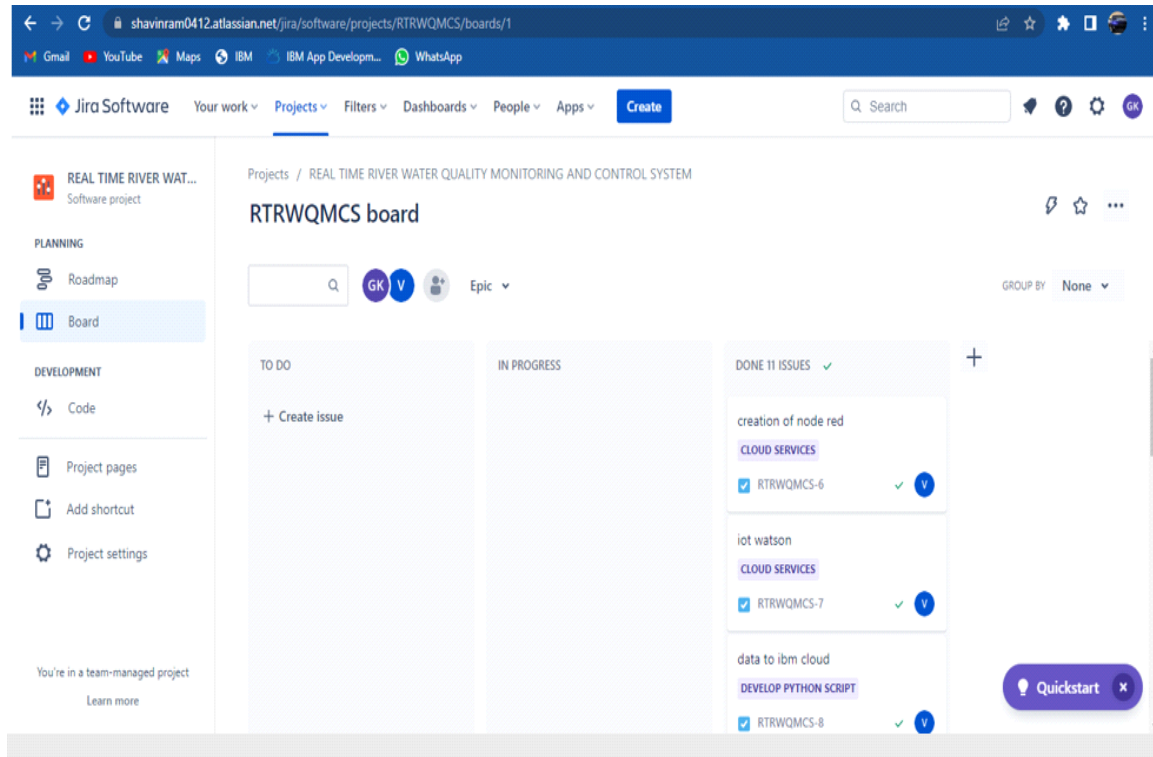 shavinram0412.atlassian.net/jira/software/projects/RTRWQMCS/boards/1
Gmail YouTube Maps IBM IBM App Developm... WhatsApp
Jira Software Your work Projects Filters Dashboards People Apps Create Search GK
REAL TIME RIVER WAT...
Software project
PLANNING
Roadmap
Board
DEVELOPMENT
Code
Project pages
Add shortcut
Project settings
You're in a team-managed project
Learn more
Projects / REAL TIME RIVER WATER QUALITY MONITORING AND CONTROL SYSTEM
RTRWQMCS board
GK V Epic GROUP BY None
TO DO
+ Create issue
IN PROGRESS
DONE 11 ISSUES
creation of node red
CLOUD SERVICES
RTRWQMCS-6 V
iot watson
CLOUD SERVICES
RTRWQMCS-7 V
data to ibm cloud
DEVELOP PYTHON SCRIPT
RTRWQMCS-8 V
Quickstart